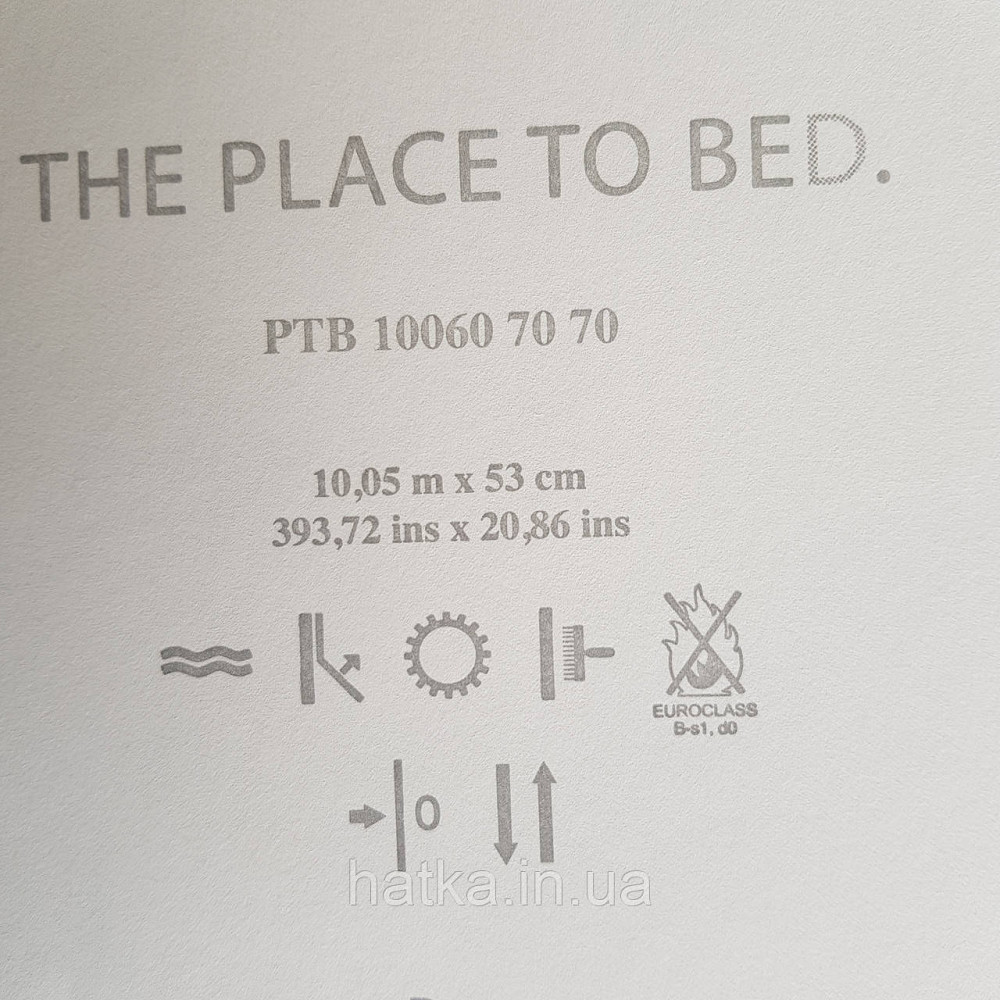 THE PLACE TO BED.
PTB 10060 70 70
10,05 m x 53 cm
393,72 ins x 20,86 ins
EUROCLASS
B-s1, d0
0
hatka.in.ua